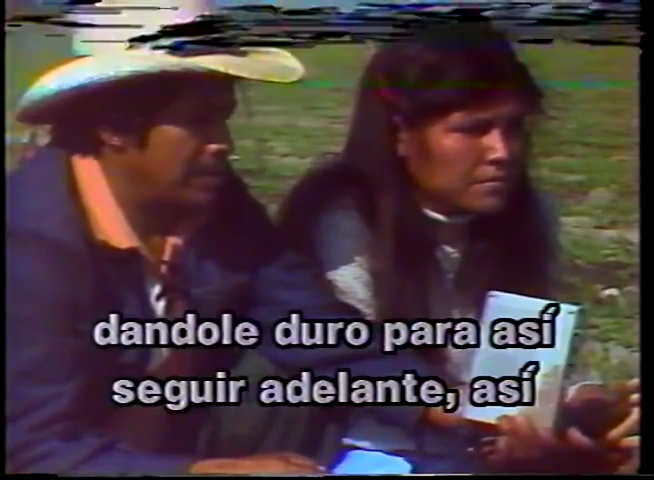 dandole duro para así
seguir adelante, así